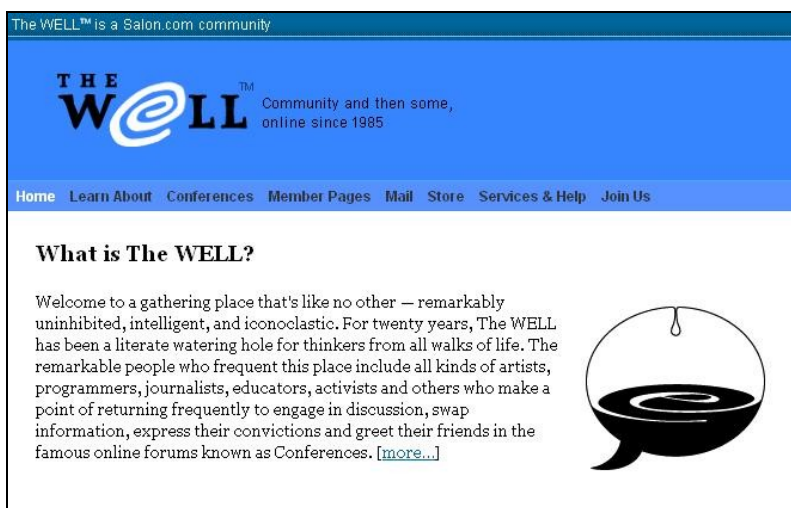 The WELL™ is a Salon.com community
THE
WELL™
Community and then some,
online since 1985
Home Learn About Conferences Member Pages Mail Store Services & Help Join Us
What is The WELL?
Welcome to a gathering place that's like no other — remarkably
uninhibited, intelligent, and iconoclastic. For twenty years, The WELL
has been a literate watering hole for thinkers from all walks of life. The
remarkable people who frequent this place include all kinds of artists,
programmers, journalists, educators, activists and others who make a
point of returning frequently to engage in discussion, swap
information, express their convictions and greet their friends in the
famous online forums known as Conferences. [more...]